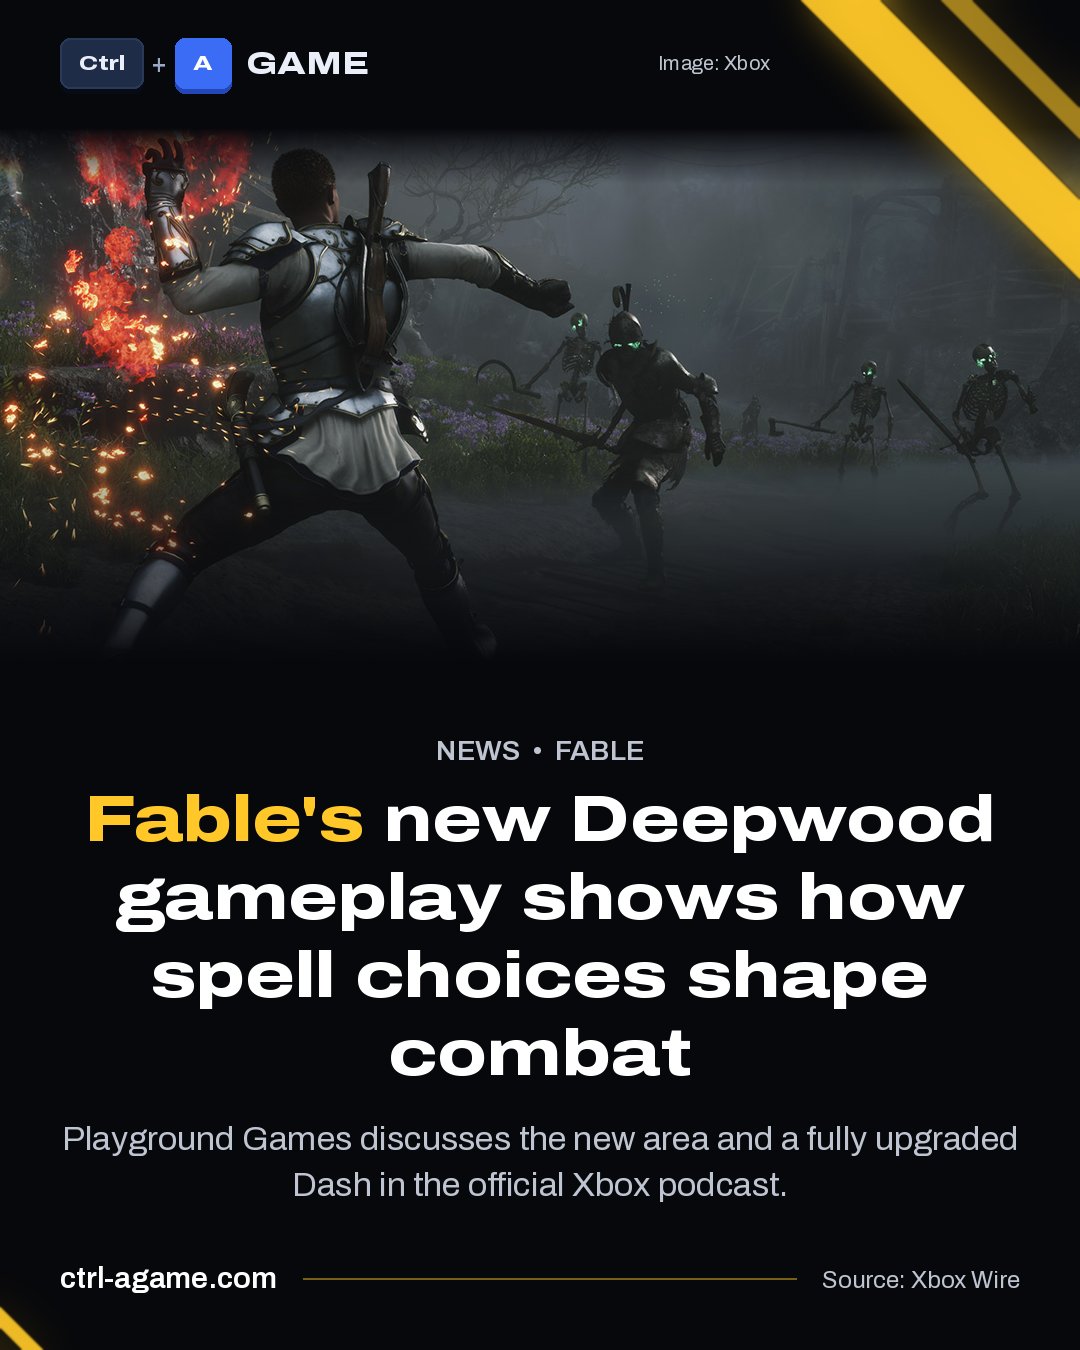 Ctrl + A GAME
Image: Xbox
NEWS • FABLE
Fable's new Deepwood
gameplay shows how
spell choices shape
combat
Playground Games discusses the new area and a fully upgraded
Dash in the official Xbox podcast.
ctrl-agame.com
Source: Xbox Wire